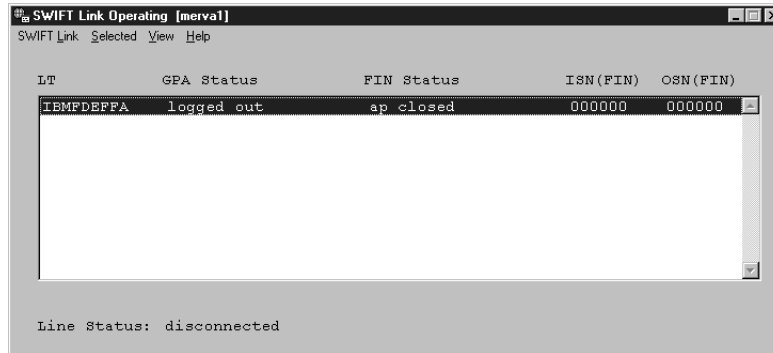 SWIFT Link Operating [merva1]
SWIFT Link Selected View Help
LT GPA Status FIN Status ISN(FIN) OSN(FIN)
IBMFDEFFA logged out ap closed 000000 000000
Line Status: disconnected